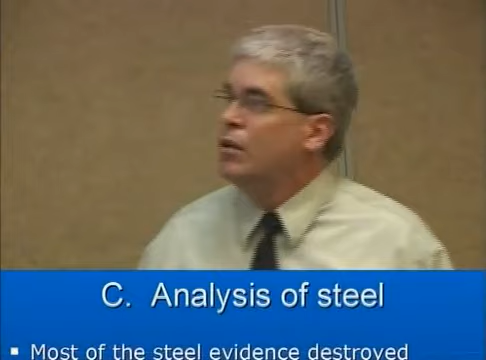 C. Analysis of steel
▪ Most of the steel evidence destroyed